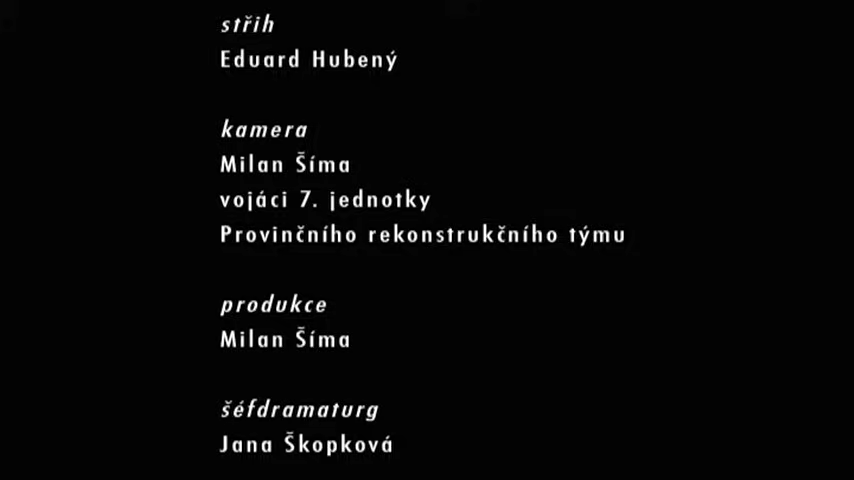 střih
Eduard Hubený
kamera
Milan Šíma
vojáci 7. jednotky
Provinčního rekonstrukčního týmu
produkce
Milan Šíma
šéfdramaturg
Jana Škopková